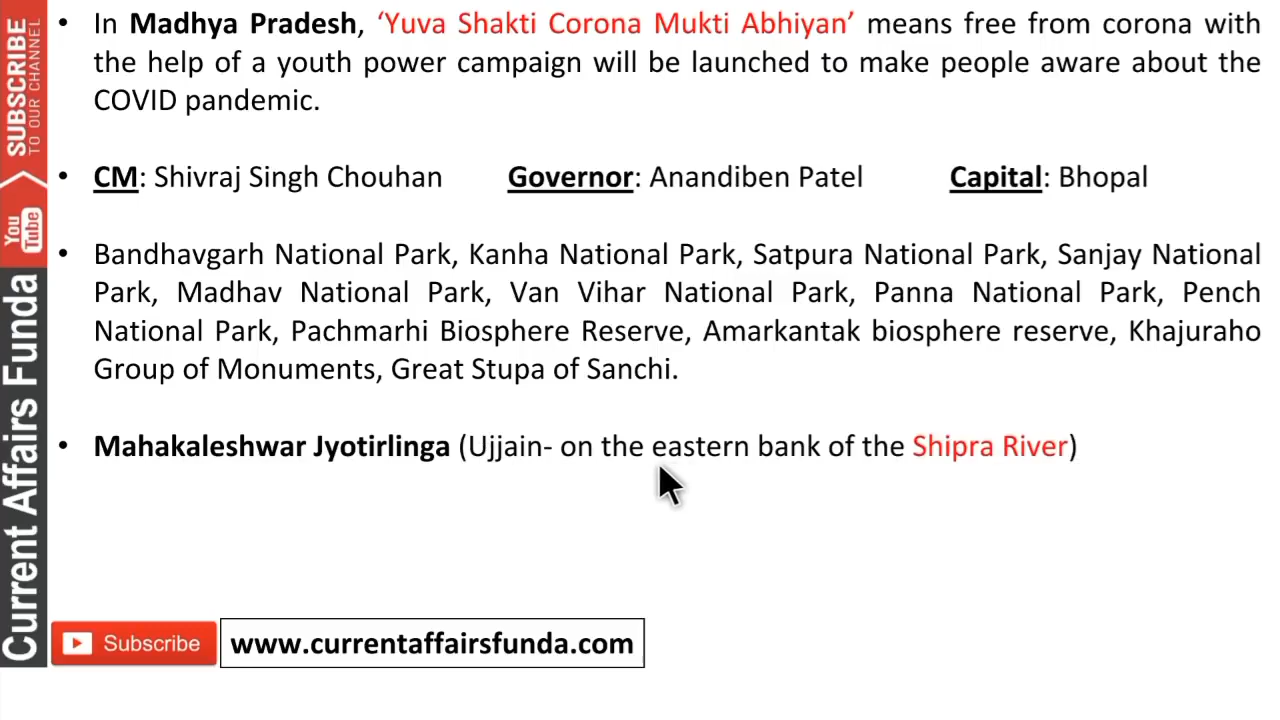 • In Madhya Pradesh, ‘Yuva Shakti Corona Mukti Abhiyan’ means free from corona with
the help of a youth power campaign will be launched to make people aware about the
COVID pandemic.
• CM: Shivraj Singh Chouhan Governor: Anandiben Patel Capital: Bhopal
• Bandhavgarh National Park, Kanha National Park, Satpura National Park, Sanjay National
Park, Madhav National Park, Van Vihar National Park, Panna National Park, Pench
National Park, Pachmarhi Biosphere Reserve, Amarkantak biosphere reserve, Khajuraho
Group of Monuments, Great Stupa of Sanchi.
• Mahakaleshwar Jyotirlinga (Ujjain- on the eastern bank of the Shipra River)
SUBSCRIBE
TO OUR CHANNEL
You
Tube
Current Affairs Funda
Subscribe
www.currentaffairsfunda.com